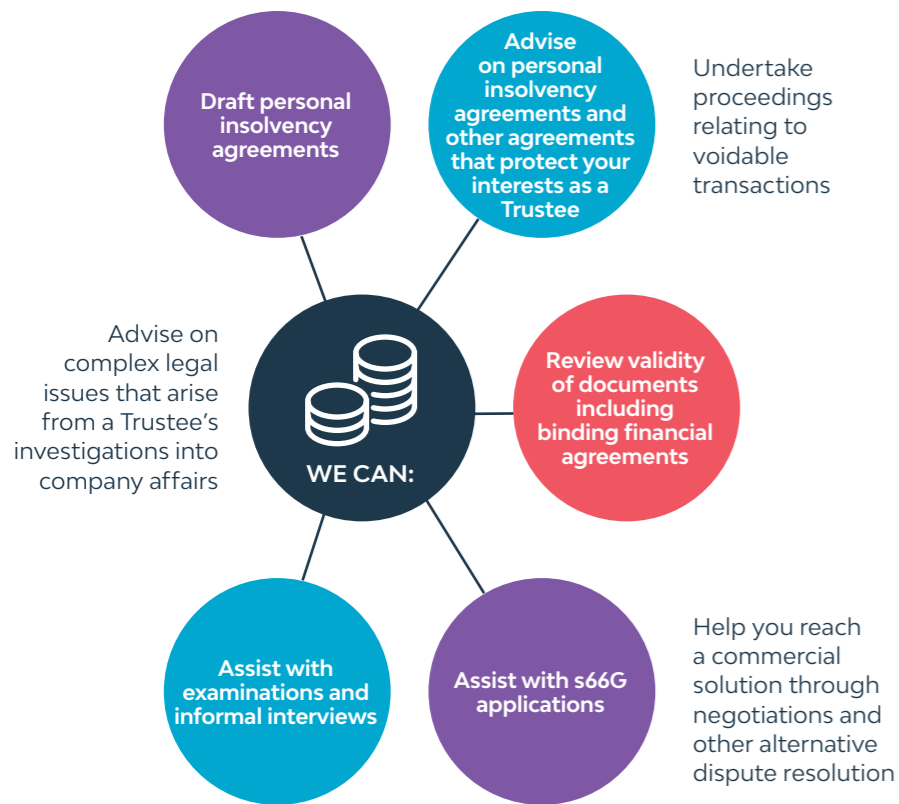 Draft personal
insolvency
agreements
Advise
on personal
insolvency
agreements and
other agreements
that protect your
interests as a
Trustee
Undertake
proceedings
relating to
voidable
transactions
Advise on
complex legal
issues that arise
from a Trustee’s
investigations into
company affairs
WE CAN:
Review validity
of documents
including
binding financial
agreements
Assist with
examinations and
informal interviews
Assist with s66G
applications
Help you reach
a commercial
solution through
negotiations and
other alternative
dispute resolution